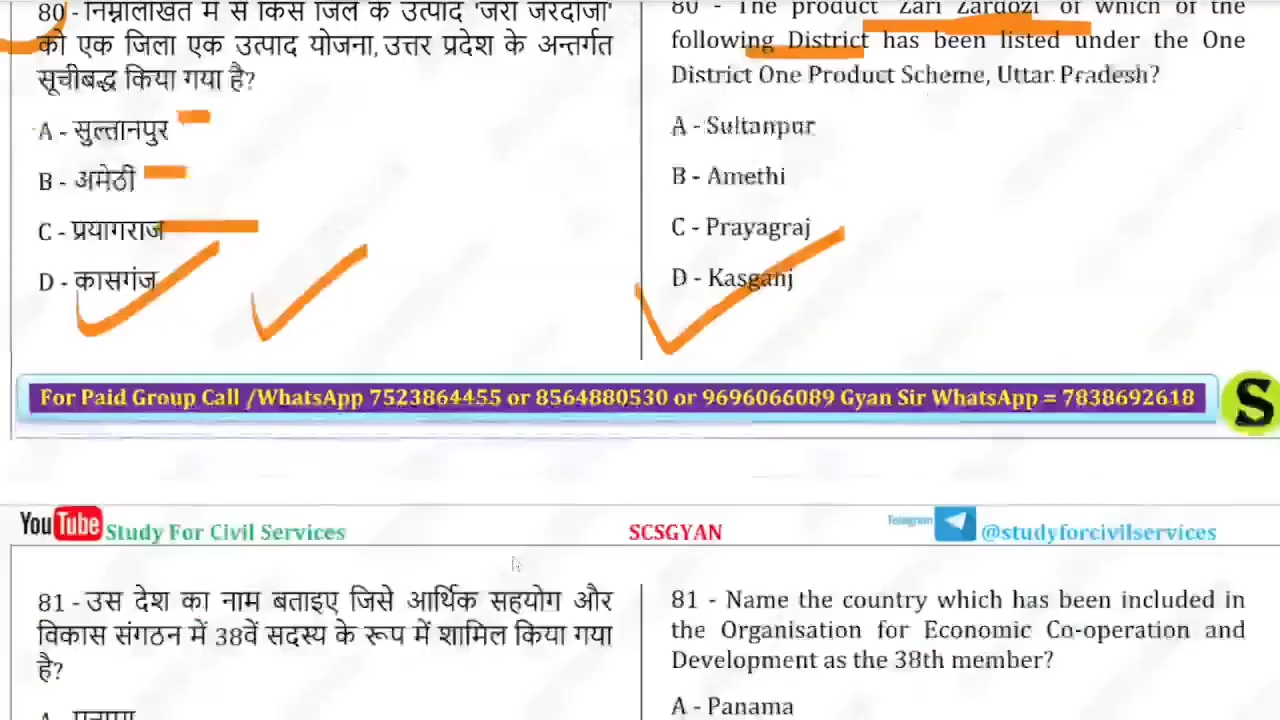 80 - निम्नलिखित में से किस जिले के उत्पाद 'जरी जरदोजी'
को एक जिला एक उत्पाद योजना, उत्तर प्रदेश के अन्तर्गत
सूचीबद्ध किया गया है?
A - सुल्तानपुर
B - अमेठी
C - प्रयागराज
D - कासगंज
80 - The product Zari Zardozi of which of the
following District has been listed under the One
District One Product Scheme, Uttar Pradesh?
A - Sultanpur
B - Amethi
C - Prayagraj
D - Kasganj
For Paid Group Call /WhatsApp 7523864455 or 8564880530 or 9696066089 Gyan Sir WhatsApp = 7838692618
S
YouTube Study For Civil Services
SCSGYAN
Telegram @studyforcivilservices
81 - उस देश का नाम बताइए जिसे आर्थिक सहयोग और
विकास संगठन में 38वें सदस्य के रूप में शामिल किया गया
है?
A - पनामा
81 - Name the country which has been included in
the Organisation for Economic Co-operation and
Development as the 38th member?
A - Panama